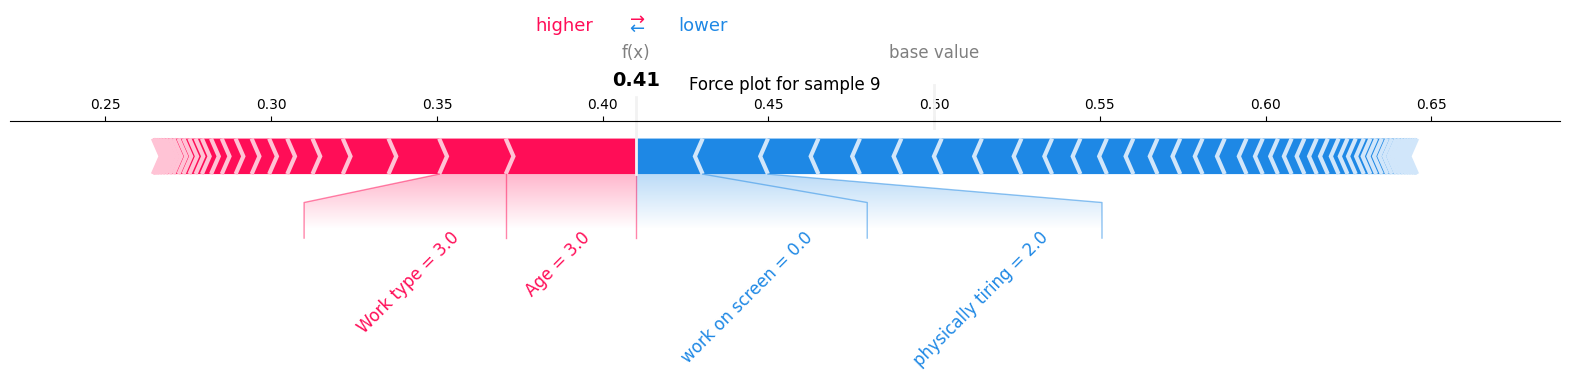 higher ⇄ lower
f(x) base value
0.41 Force plot for sample 9
0.25 0.30 0.35 0.40 0.45 0.50 0.55 0.60 0.65
Work type = 3.0
Age = 3.0
work on screen = 0.0
physically tiring = 2.0